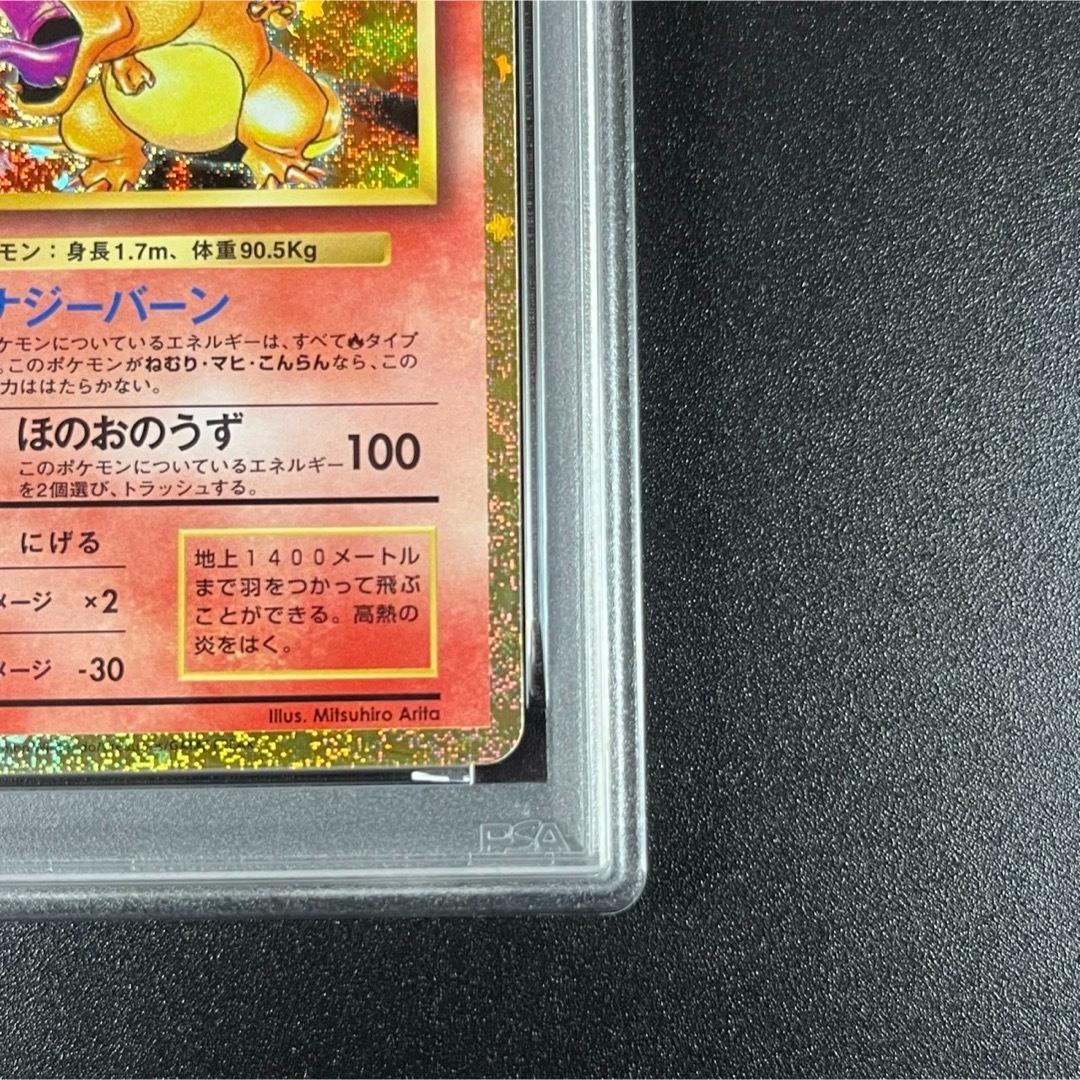 モン：身長1.7m、体重90.5Kg
ナジーバーン
ケモンについているエネルギーは、すべて🔥タイプ
。このポケモンがねむり・マヒ・こんらんなら、この
力ははたらかない。
ほのおのうず
100
このポケモンについているエネルギー
を2個選び、トラッシュする。
にげる
メージ ×2
メージ -30
地上1400メートル
まで羽をつかって飛ぶ
ことができる。高熱の
炎をはく。
Illus. Mitsuhiro Arita
PSA